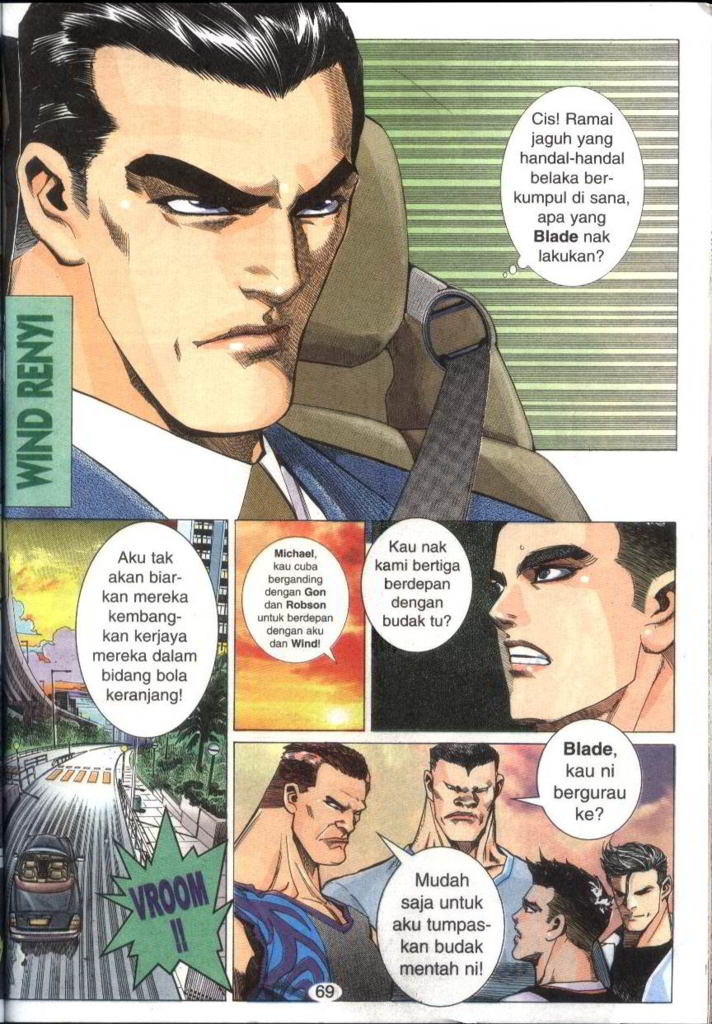 Cis! Ramai
jaguh yang
handal-handal
belaka ber-
kumpul di sana,
apa yang
Blade nak
lakukan?
WIND RENYI
Aku tak
akan biar-
kan mereka
kembang-
kan kerjaya
mereka dalam
bidang bola
keranjang!
VROOM
!!
Michael,
kau cuba
berganding
dengan Gon
dan Robson
untuk berdepan
dengan aku
dan Wind!
Kau nak
kami bertiga
berdepan
dengan
budak tu?
Blade,
kau ni
bergurau
ke?
Mudah
saja untuk
aku tumpas-
kan budak
mentah ni!
69